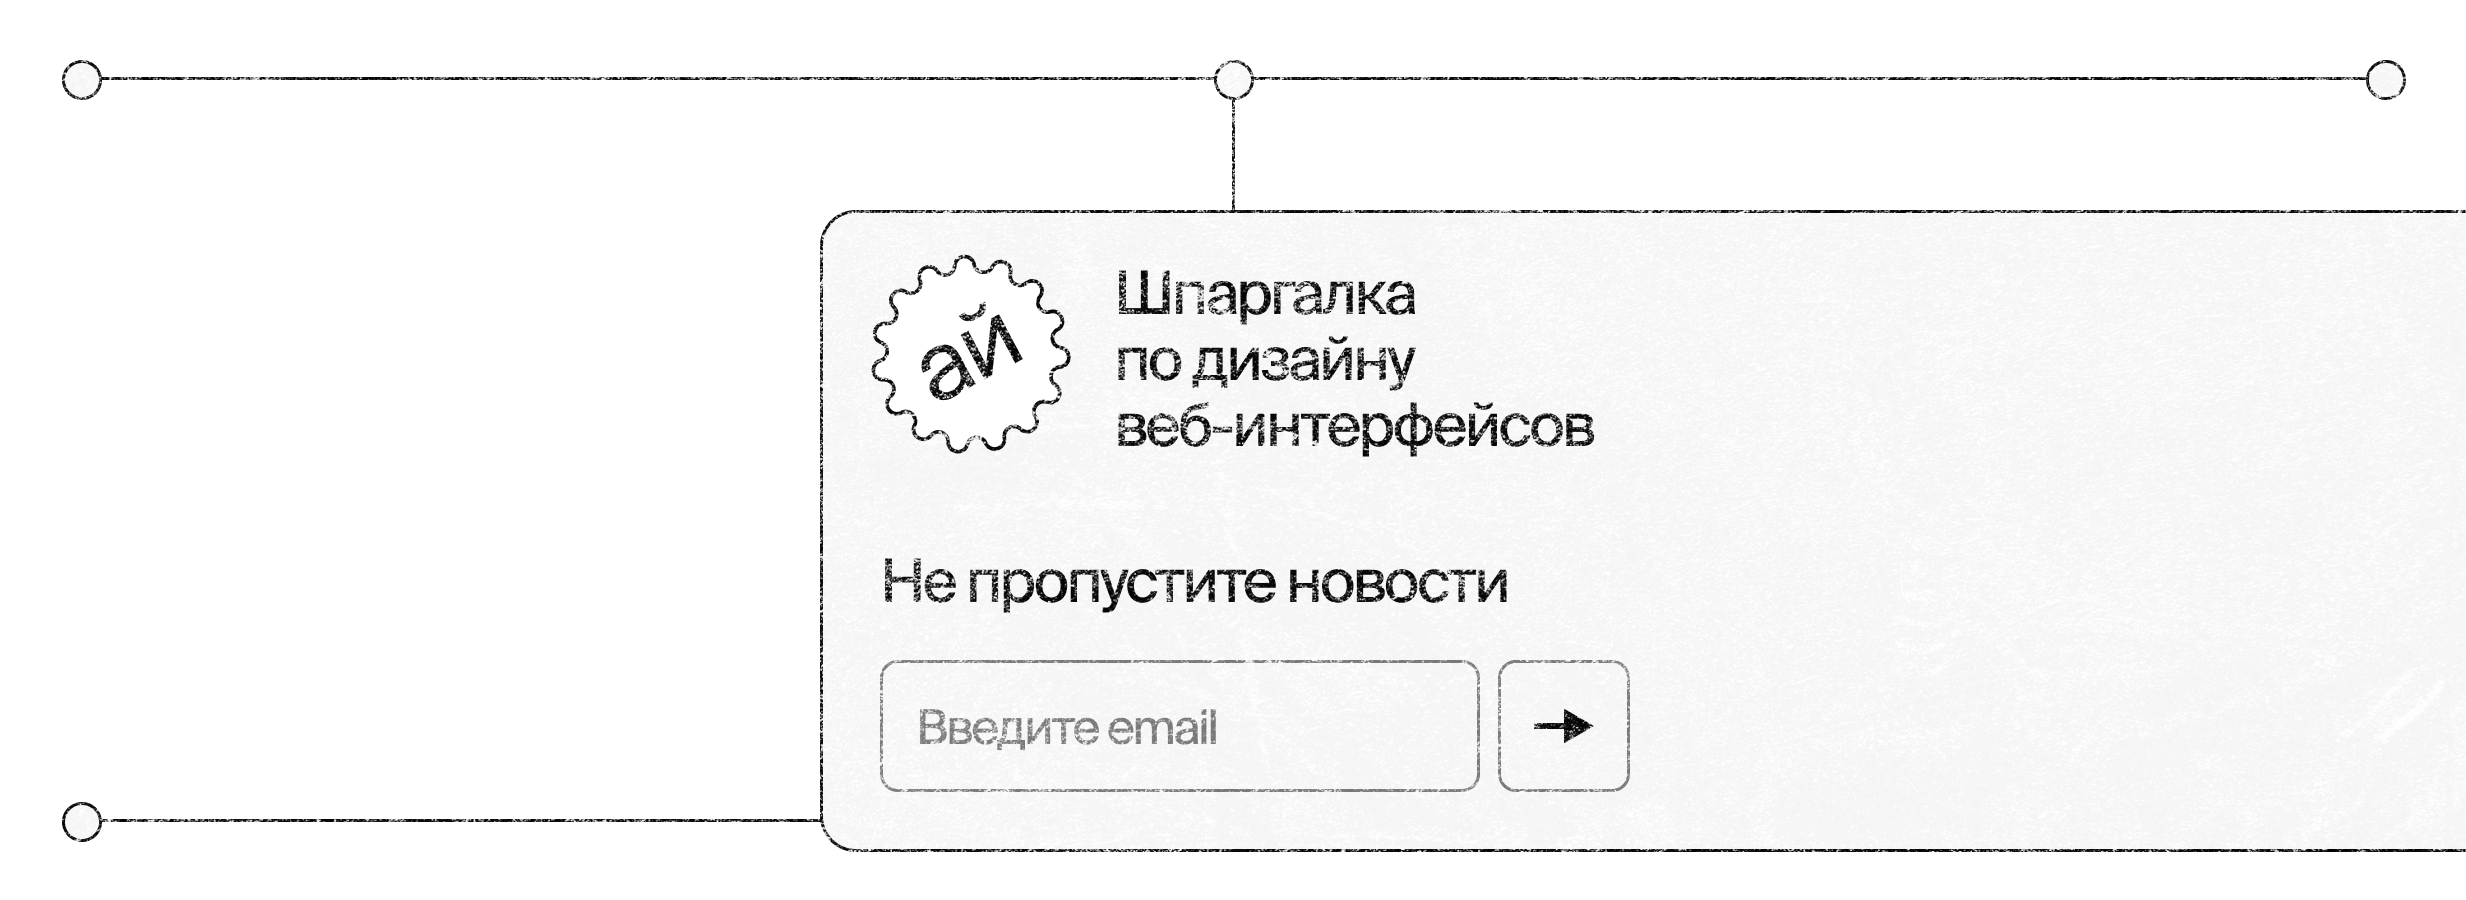 ай
Шпаргалка
по дизайну
веб-интерфейсов
Не пропустите новости
Введите email